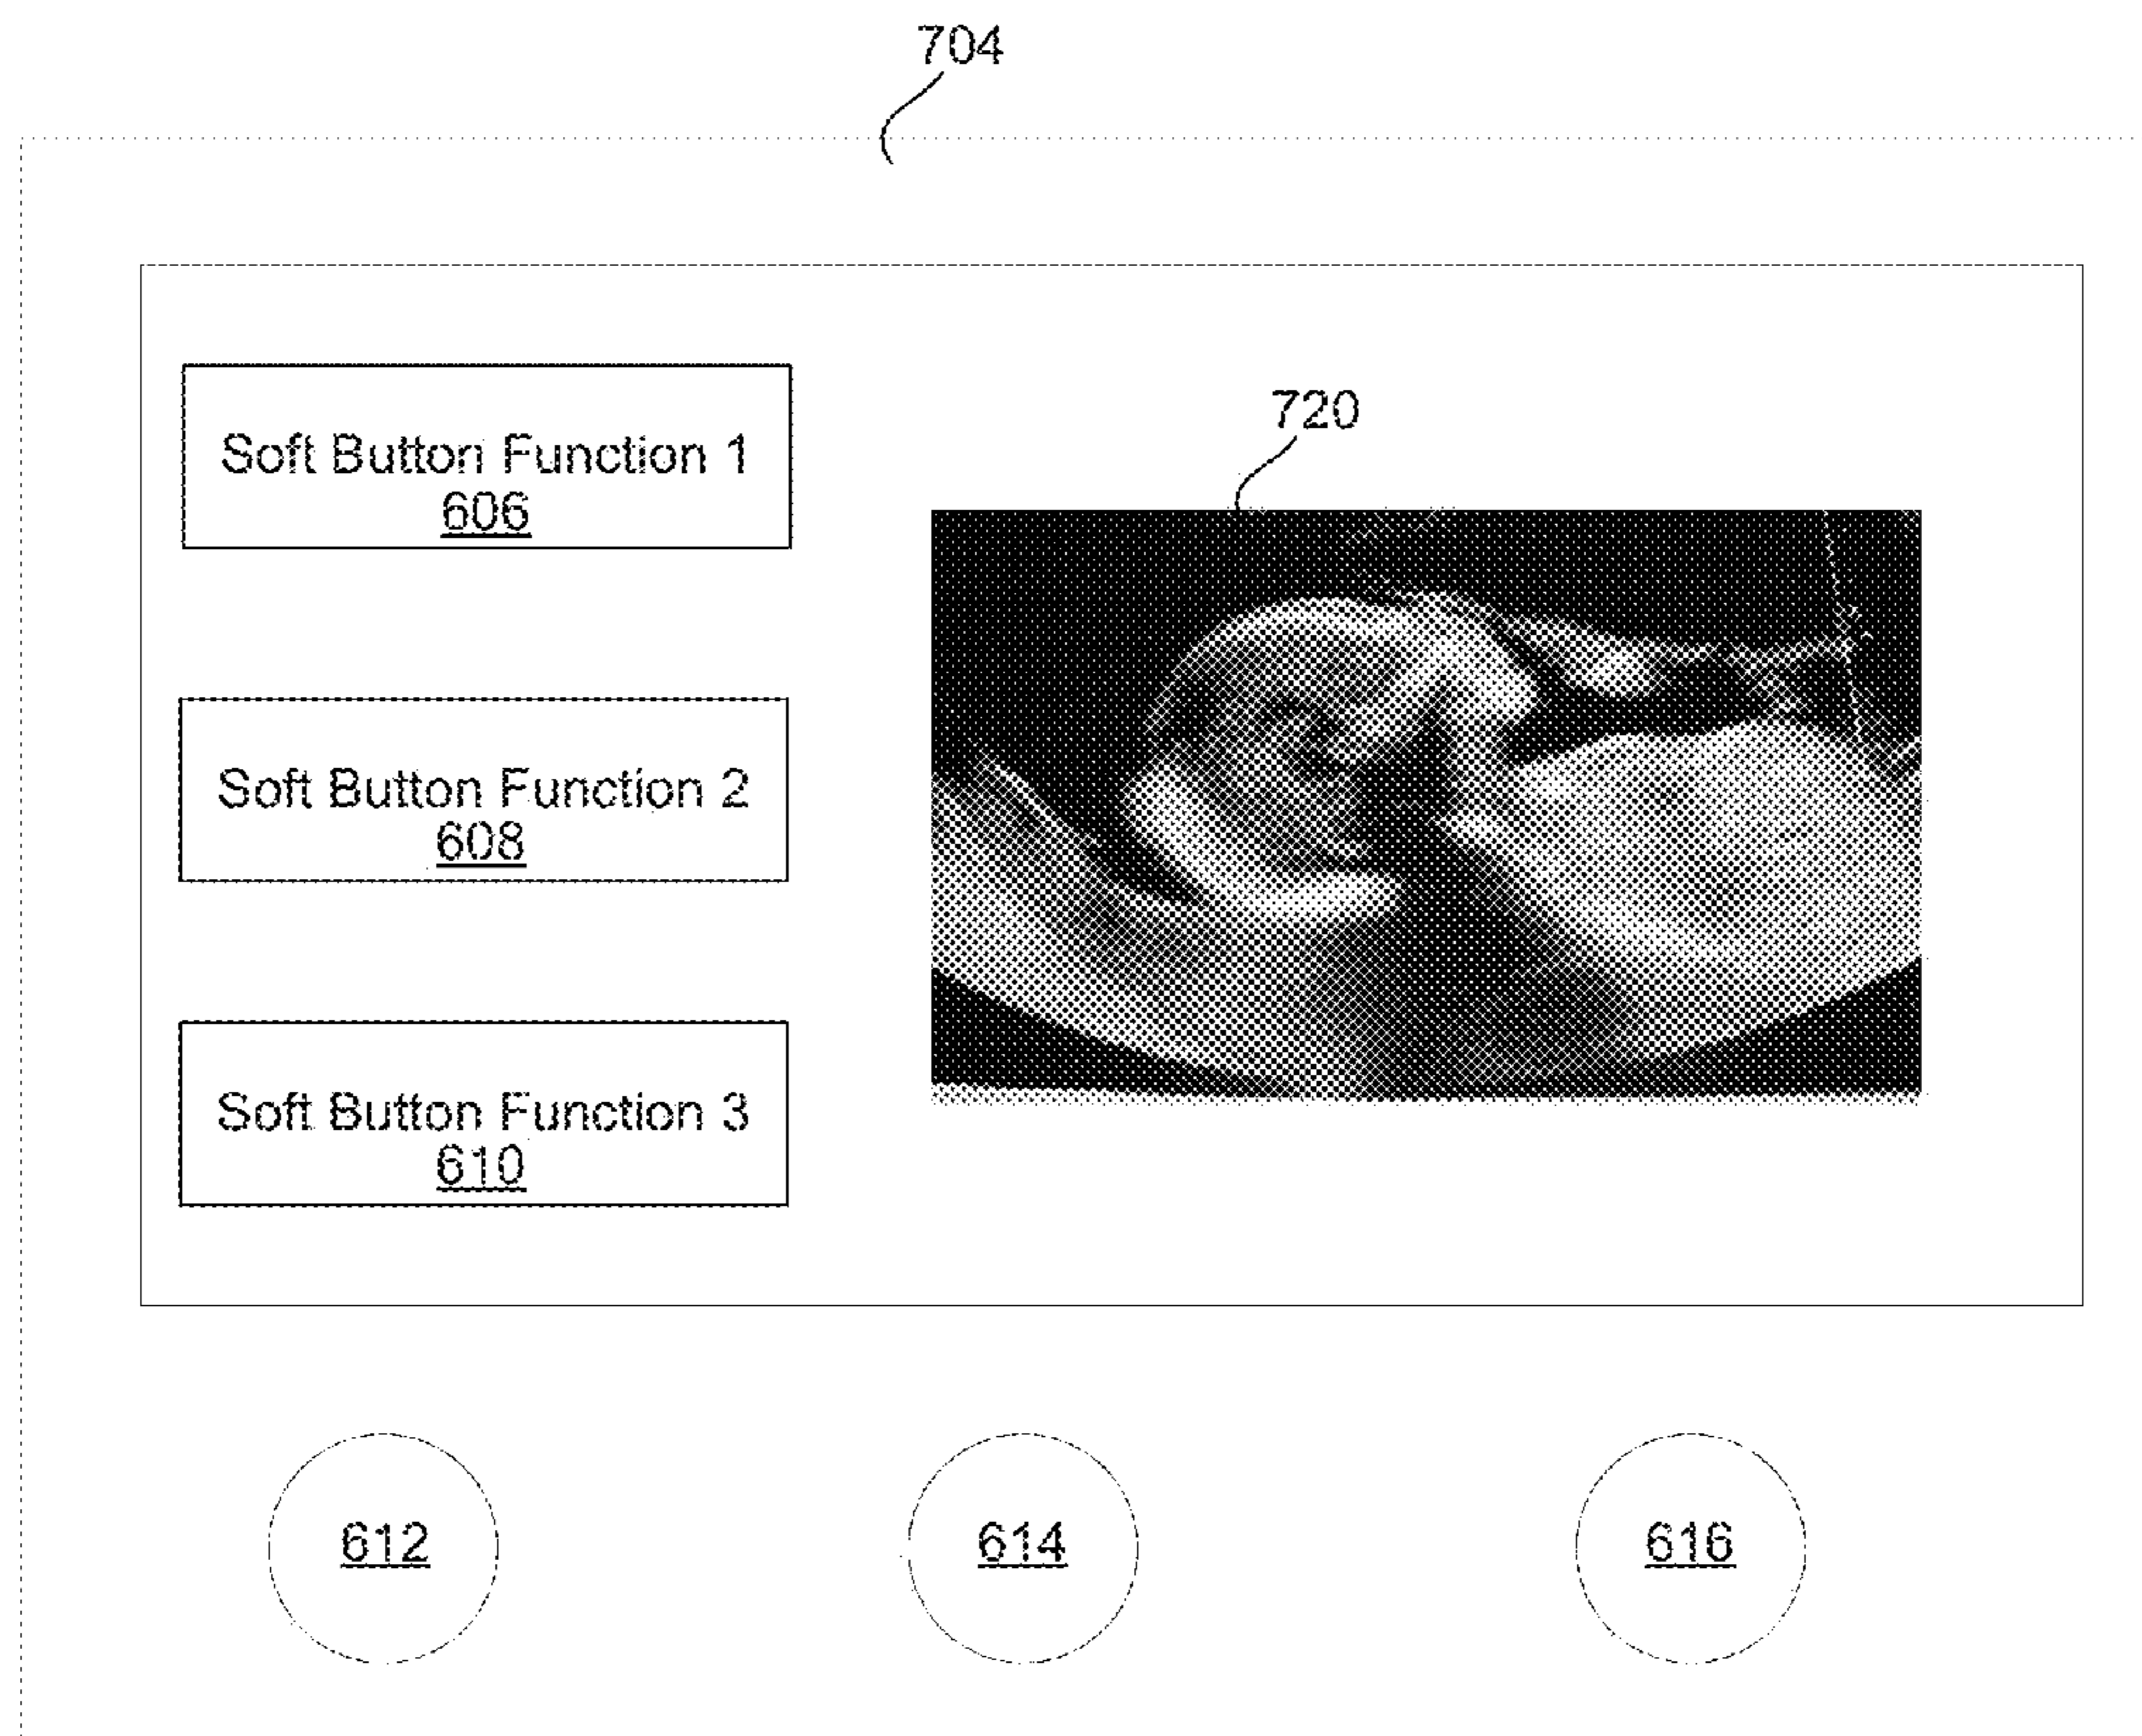 704
Soft Button Function 1
606
720
Soft Button Function 2
608
Soft Button Function 3
610
612
614
616